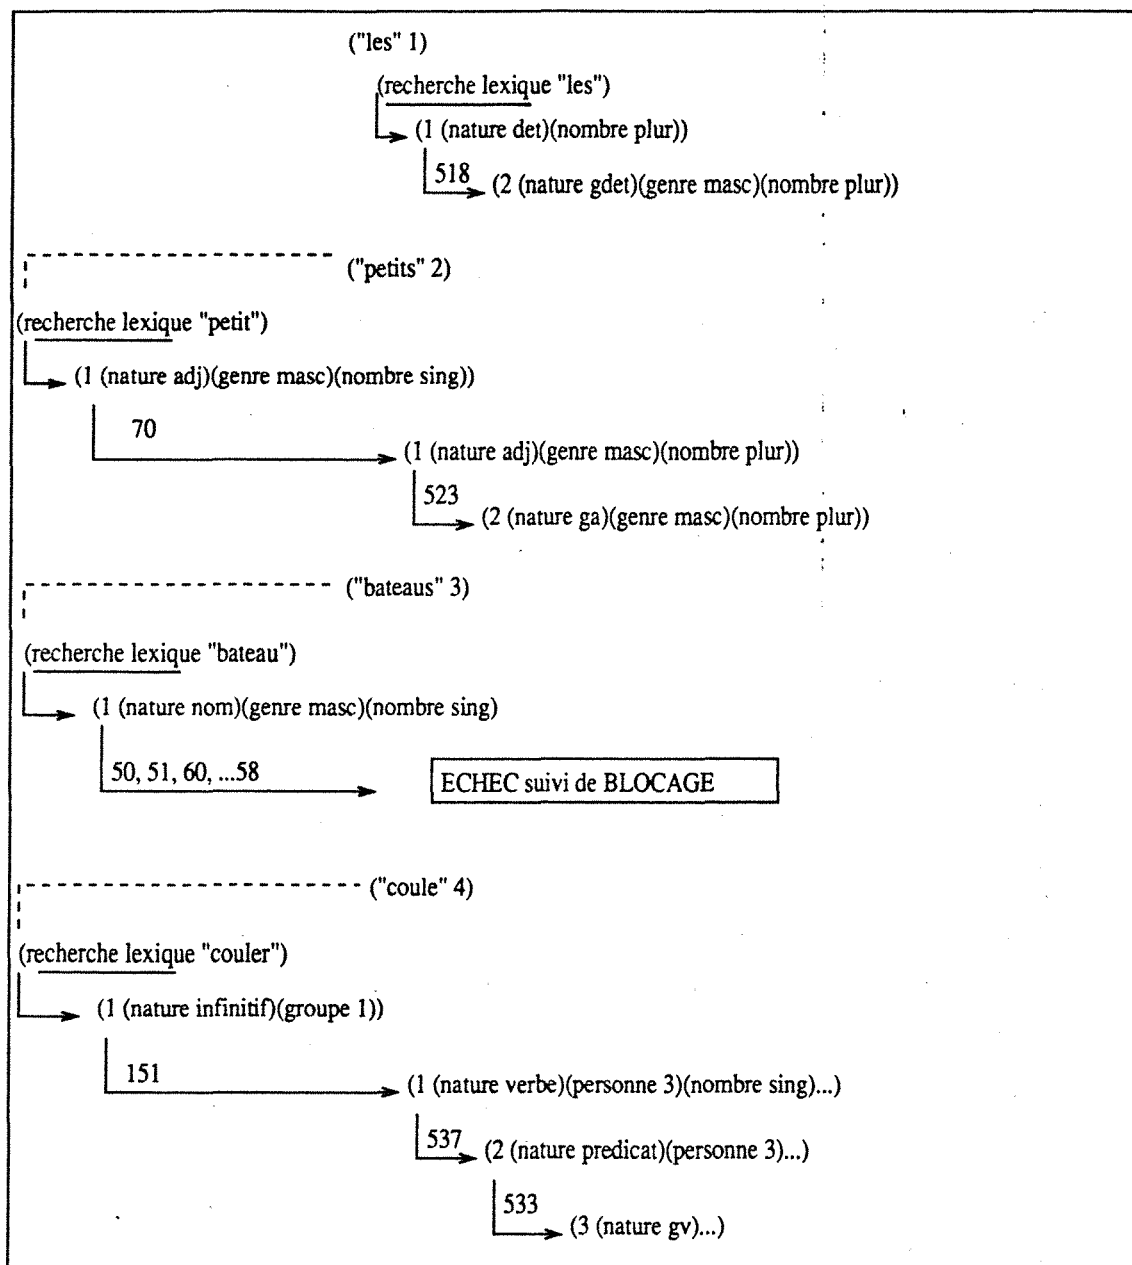 ("les" 1)
(recherche lexique "les")
(1 (nature det)(nombre plur))
518
(2 (nature gdet)(genre masc)(nombre plur))
("petits" 2)
(recherche lexique "petit")
(1 (nature adj)(genre masc)(nombre sing))
70
(1 (nature adj)(genre masc)(nombre plur))
523
(2 (nature ga)(genre masc)(nombre plur))
("bateaus" 3)
(recherche lexique "bateau")
(1 (nature nom)(genre masc)(nombre sing)
50, 51, 60, ...58
ECHEC suivi de BLOCAGE
("coule" 4)
(recherche lexique "couler")
(1 (nature infinitif)(groupe 1))
151
(1 (nature verbe)(personne 3)(nombre sing)...)
537
(2 (nature predicat)(personne 3)...)
533
(3 (nature gv)...)